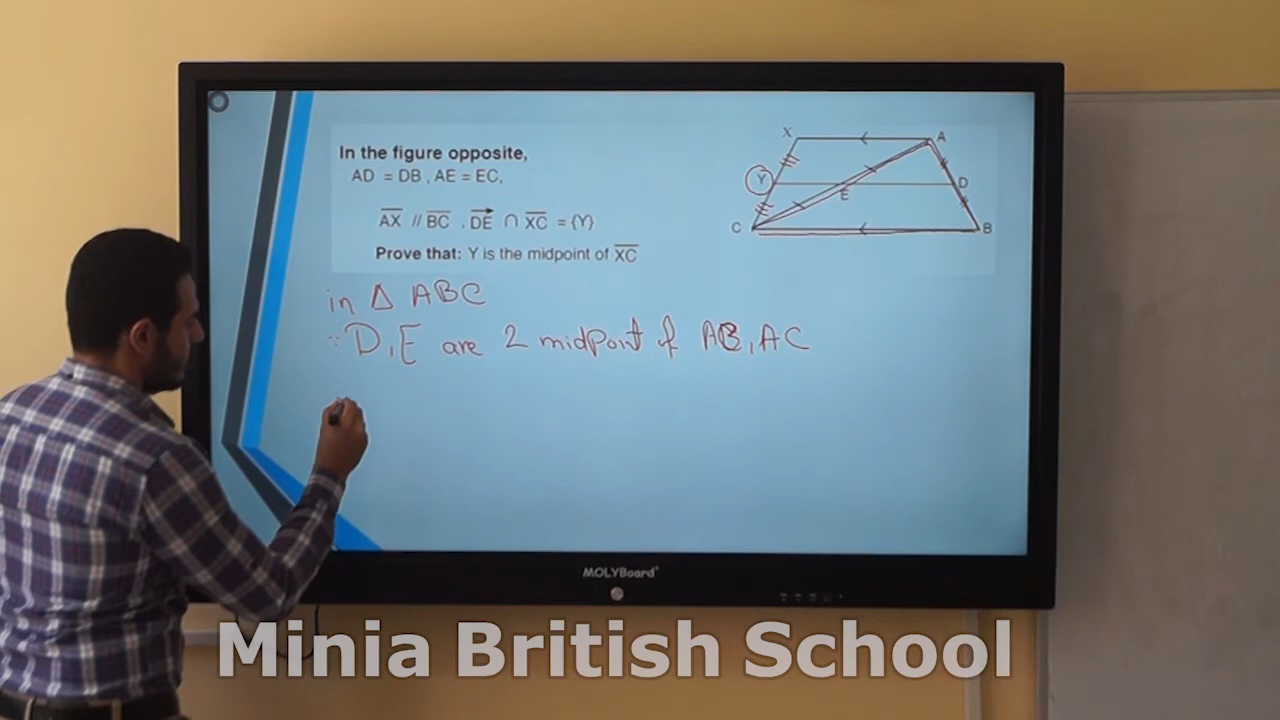 In the figure opposite,
AD = DB , AE = EC,
AX // BC , DE ∩ XC = {Y}
Prove that: Y is the midpoint of XC
X
A
Y
D
E
C
B
in Δ ABC
∵ D, E are 2 midpoint of AB, AC
MOLYBoard
Minia British School